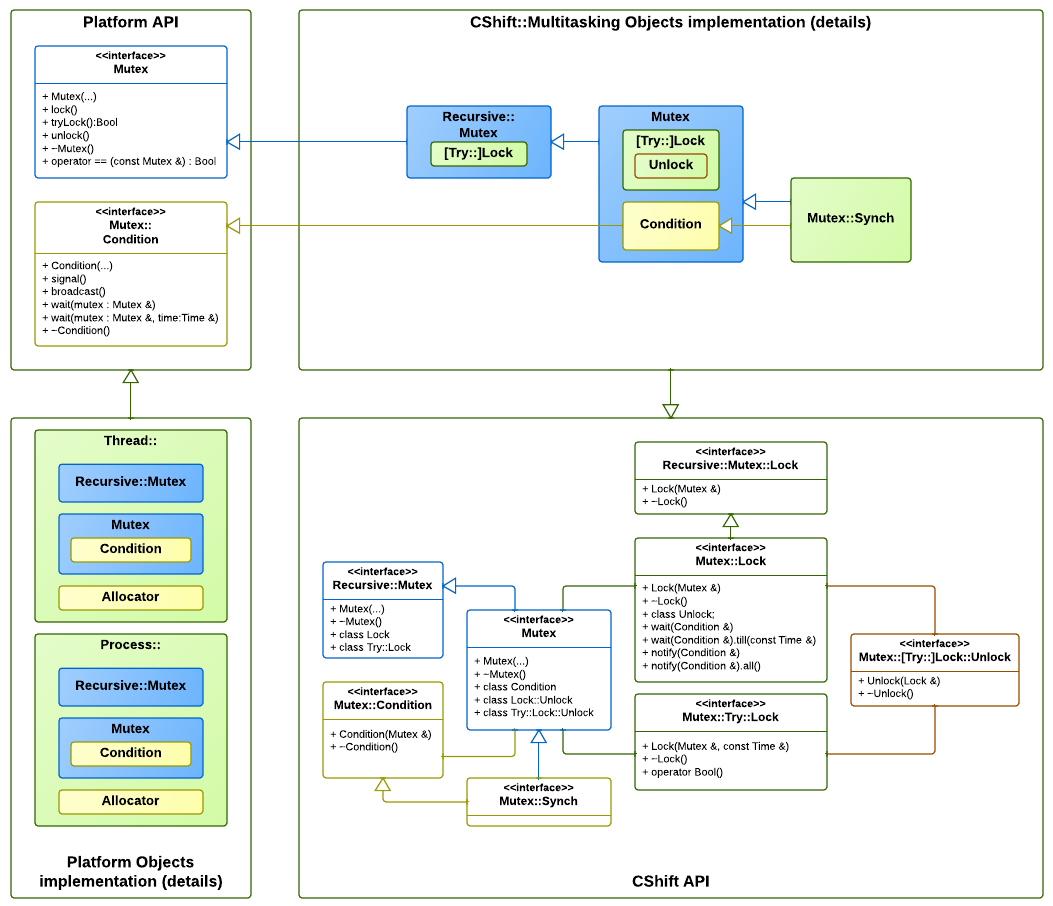 Platform API
<<interface>>
Mutex
+ Mutex(...)
+ lock()
+ tryLock():Bool
+ unlock()
+ ~Mutex()
+ operator == (const Mutex &) : Bool
<<interface>>
Mutex::
Condition
+ Condition(...)
+ signal()
+ broadcast()
+ wait(mutex : Mutex &)
+ wait(mutex : Mutex &, time:Time &)
+ ~Condition()
CShift::Multitasking Objects implementation (details)
Recursive::
Mutex
[Try::]Lock
Mutex
[Try::]Lock
Unlock
Condition
Mutex::Synch
Thread::
Recursive::Mutex
Mutex
Condition
Allocator
Process::
Recursive::Mutex
Mutex
Condition
Allocator
Platform Objects
implementation (details)
<<interface>>
Recursive::Mutex::Lock
+ Lock(Mutex &)
+ ~Lock()
<<interface>>
Mutex::Lock
+ Lock(Mutex &)
+ ~Lock()
+ class Unlock;
+ wait(Condition &)
+ wait(Condition &).till(const Time &)
+ notify(Condition &)
+ notify(Condition &).all()
<<interface>>
Recursive::Mutex
+ Mutex(...)
+ ~Mutex()
+ class Lock
+ class Try::Lock
<<interface>>
Mutex
+ Mutex(...)
+ ~Mutex()
+ class Condition
+ class Lock::Unlock
+ class Try::Lock::Unlock
<<interface>>
Mutex::[Try::]Lock::Unlock
+ Unlock(Lock &)
+ ~Unlock()
<<interface>>
Mutex::Condition
+ Condition(Mutex &)
+ ~Condition()
<<interface>>
Mutex::Try::Lock
+ Lock(Mutex &, const Time &)
+ ~Lock()
+ operator Bool()
<<interface>>
Mutex::Synch
CShift API